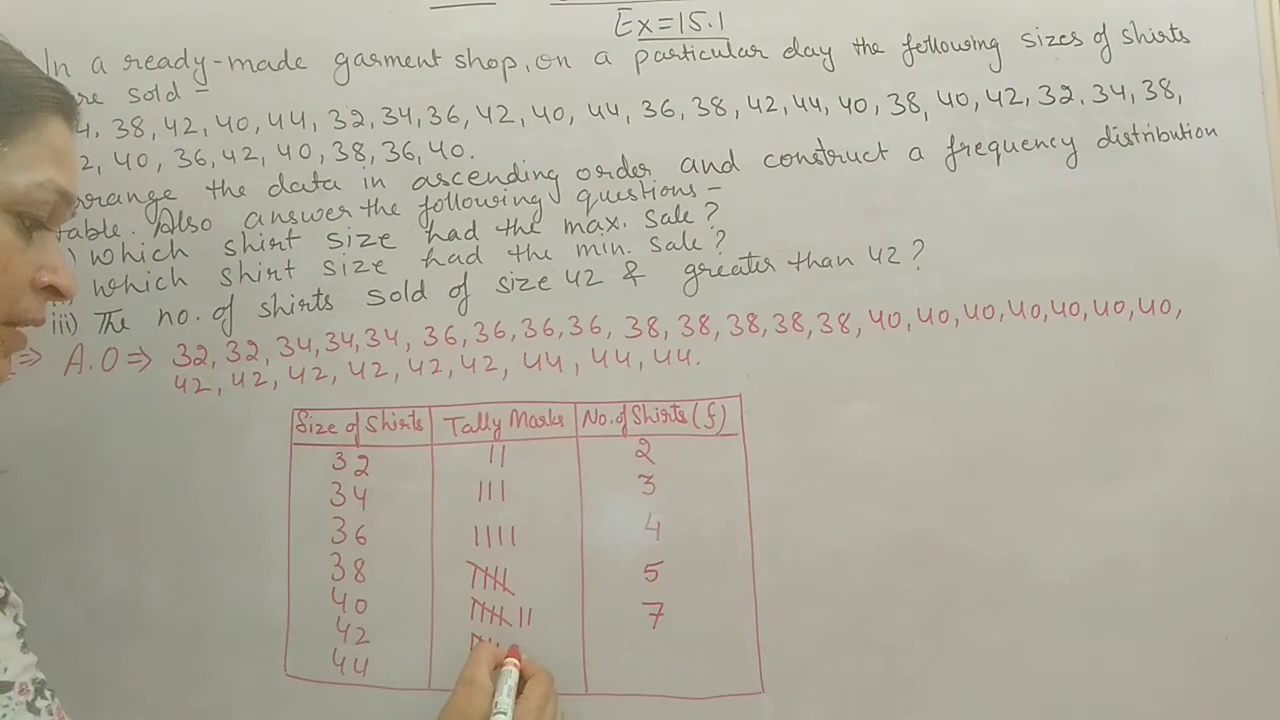 Ex=15.1
In a ready-made garment shop, on a particular day the following sizes of shirts
re sold -
4, 38, 42, 40, 44, 32, 34, 36, 42, 40, 44, 36, 38, 42, 44, 40, 38, 40, 42, 32, 34, 38,
2, 40, 36, 42, 40, 38, 36, 40.
rrange the data in ascending order and construct a frequency distribution
table. Also answer the following questions -
) which shirt size had the max. sale?
) which shirt size had the min. sale?
iii) The no. of shirts sold of size 42 & greater than 42?
⇒ A.O ⇒ 32, 32, 34, 34, 34, 36, 36, 36, 36, 38, 38, 38, 38, 38, 40, 40, 40, 40, 40, 40, 40,
42, 42, 42, 42, 42, 42, 44, 44, 44.
Size of Shirts Tally Marks No. of Shirts (f)
32 || 2
34 ||| 3
36 |||| 4
38 𝍸 5
40 𝍸 || 7
42
44